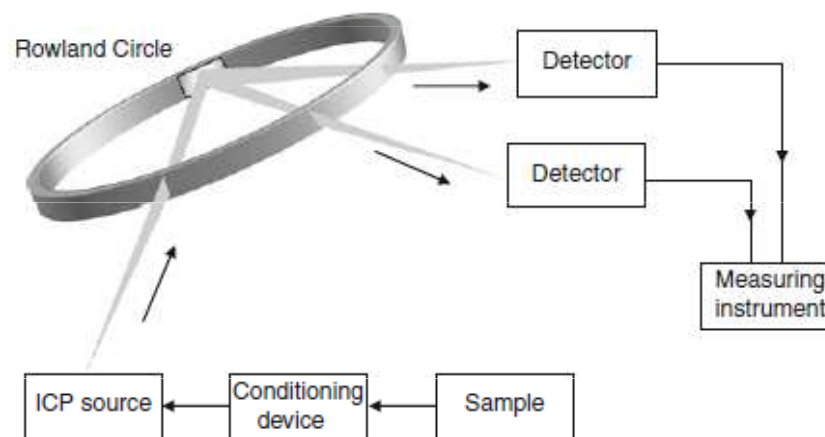 Rowland Circle
Detector
Detector
Measuring
instrument
ICP source
Conditioning
device
Sample